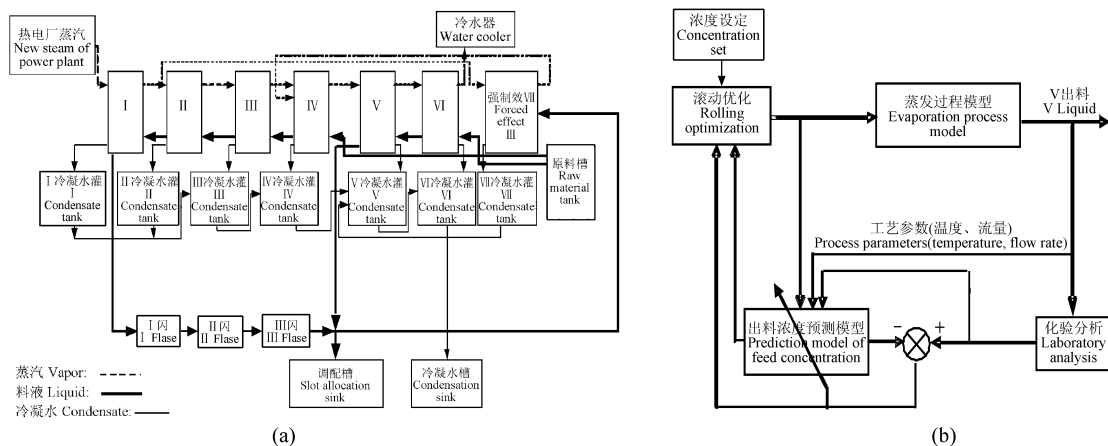 热电厂蒸汽
New steam of
power plant
冷水器
Water cooler
I
II
III
IV
V
VI
强制效VII
Forced
effect
III
原料槽
Raw
material
tank
I 冷凝水灌
I
Condensate
tank
II 冷凝水灌
II
Condensate
tank
III冷凝水灌
III
Condensate
tank
IV冷凝水灌
IV
Condensate
tank
V 冷凝水灌
V
Condensate
tank
VI冷凝水灌
VI
Condensate
tank
VII冷凝水灌
VII
Condensate
tank
I 闪
I Flase
II 闪
II Flase
III闪
III Flase
调配槽
Slot allocation
sink
冷凝水槽
Condensation
sink
蒸汽 Vapor:
料液 Liquid:
冷凝水 Condensate:
(a)
浓度设定
Concentration
set
滚动优化
Rolling
optimization
蒸发过程模型
Evaporation process
model
V出料
V Liquid
工艺参数(温度、流量)
Process parameters(temperature, flow rate)
出料浓度预测模型
Prediction model of
feed concentration
−
+
化验分析
Laboratory
analysis
(b)